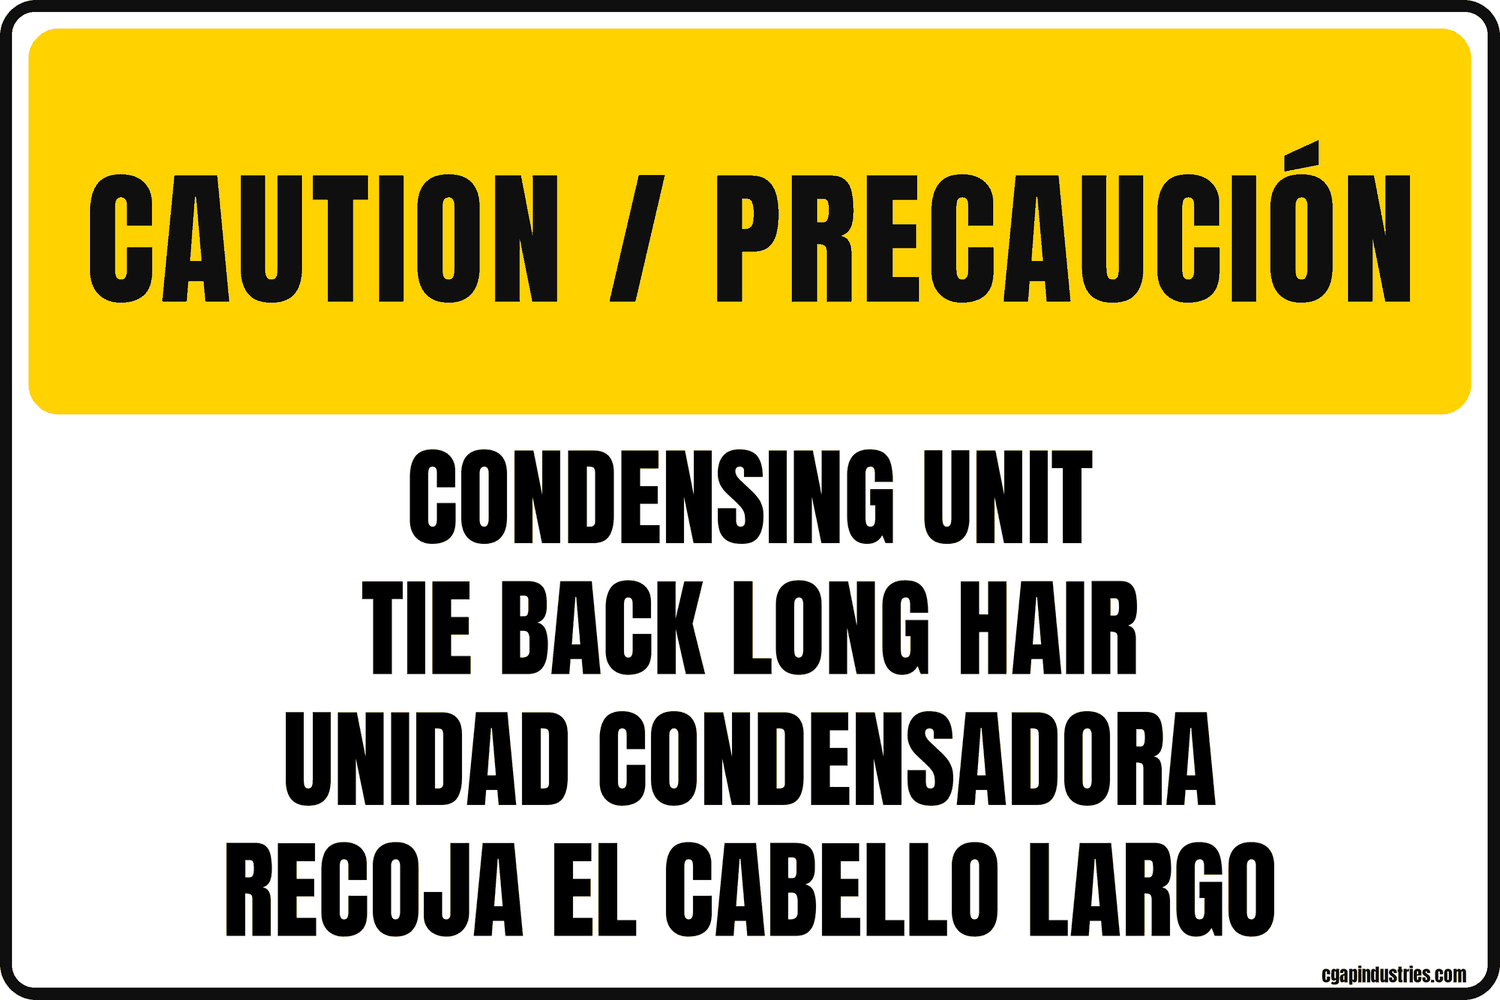 CAUTION / PRECAUCIÓN
CONDENSING UNIT
TIE BACK LONG HAIR
UNIDAD CONDENSADORA
RECOJA EL CABELLO LARGO
cgapindustries.com